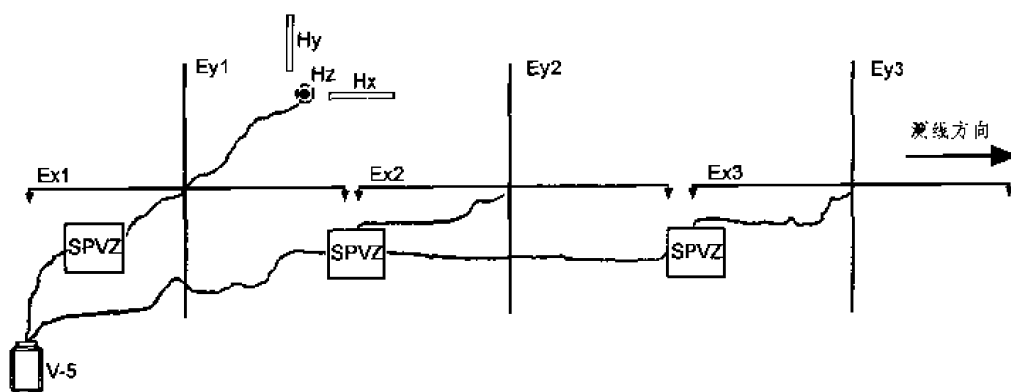 Hy
Ey1
Hz
Hx
Ey2
Ey3
测线方向
Ex1
Ex2
Ex3
SPVZ
SPVZ
SPVZ
V-5